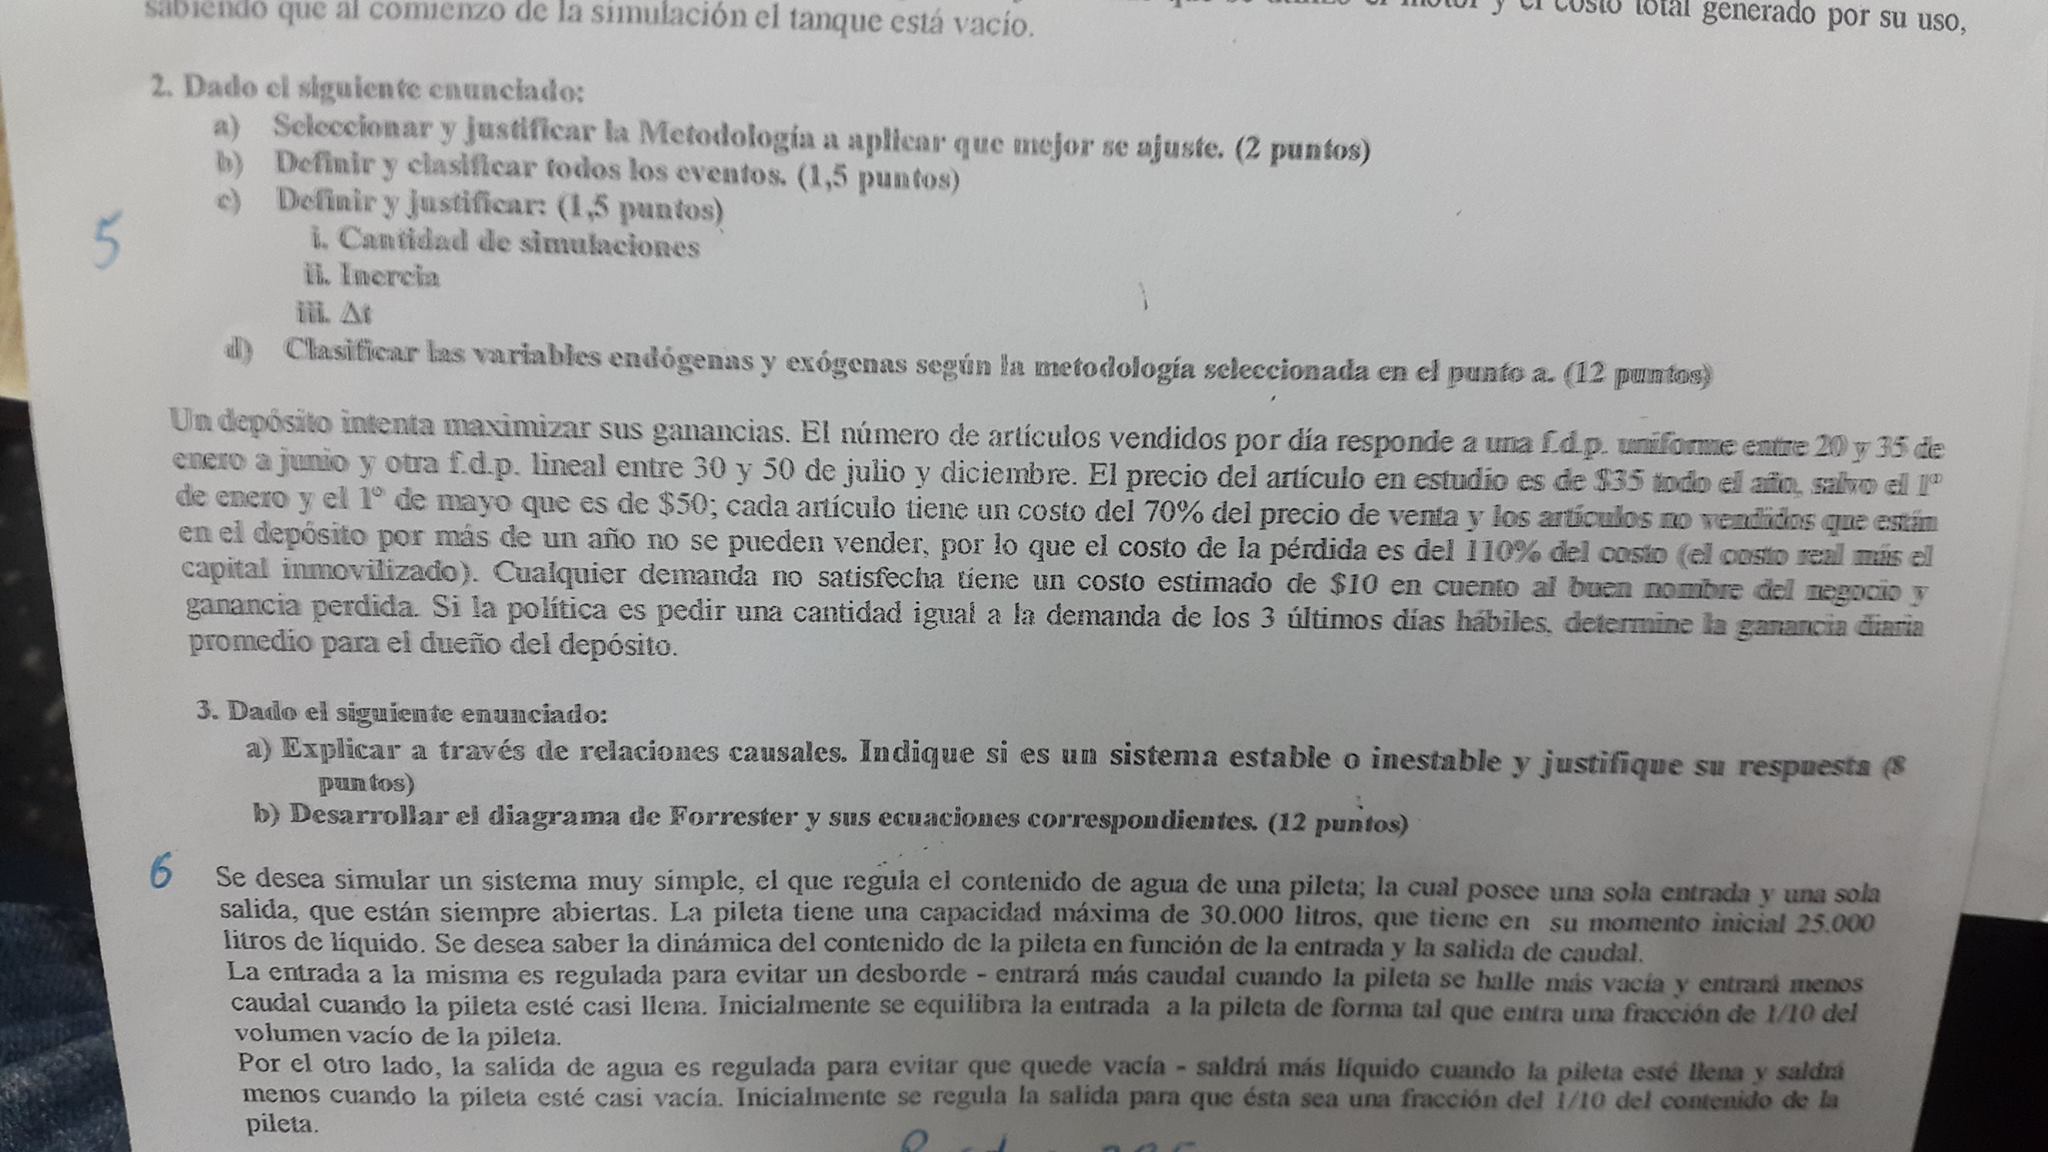 sabiendo que al comienzo de la simulación el tanque está vacío. y el costo total generado por su uso,
2. Dado el siguiente enunciado:
a) Seleccionar y justificar la Metodología a aplicar que mejor se ajuste. (2 puntos)
b) Definir y clasificar todos los eventos. (1,5 puntos)
c) Definir y justificar: (1,5 puntos)
5
i. Cantidad de simulaciones
ii. Inercia
iii. Δt
d) Clasificar las variables endógenas y exógenas según la metodología seleccionada en el punto a. (12 puntos)
Un depósito intenta maximizar sus ganancias. El número de artículos vendidos por día responde a una f.d.p. uniforme entre 20 y 35 de
enero a junio y otra f.d.p. lineal entre 30 y 50 de julio y diciembre. El precio del artículo en estudio es de $35 todo el año, salvo el 1º
de enero y el 1º de mayo que es de $50; cada artículo tiene un costo del 70% del precio de venta y los artículos no vendidos que están
en el depósito por más de un año no se pueden vender, por lo que el costo de la pérdida es del 110% del costo (el costo real más el
capital inmovilizado). Cualquier demanda no satisfecha tiene un costo estimado de $10 en cuento al buen nombre del negocio y
ganancia perdida. Si la política es pedir una cantidad igual a la demanda de los 3 últimos días hábiles, determine la ganancia diaria
promedio para el dueño del depósito.
3. Dado el siguiente enunciado:
a) Explicar a través de relaciones causales. Indique si es un sistema estable o inestable y justifique su respuesta (8
puntos)
b) Desarrollar el diagrama de Forrester y sus ecuaciones correspondientes. (12 puntos)
6
Se desea simular un sistema muy simple, el que regula el contenido de agua de una pileta; la cual posee una sola entrada y una sola
salida, que están siempre abiertas. La pileta tiene una capacidad máxima de 30.000 litros, que tiene en su momento inicial 25.000
litros de líquido. Se desea saber la dinámica del contenido de la pileta en función de la entrada y la salida de caudal.
La entrada a la misma es regulada para evitar un desborde - entrará más caudal cuando la pileta se halle más vacía y entrará menos
caudal cuando la pileta esté casi llena. Inicialmente se equilibra la entrada a la pileta de forma tal que entra una fracción de 1/10 del
volumen vacío de la pileta.
Por el otro lado, la salida de agua es regulada para evitar que quede vacía - saldrá más líquido cuando la pileta esté llena y saldrá
menos cuando la pileta esté casi vacía. Inicialmente se regula la salida para que ésta sea una fracción del 1/10 del contenido de la
pileta.